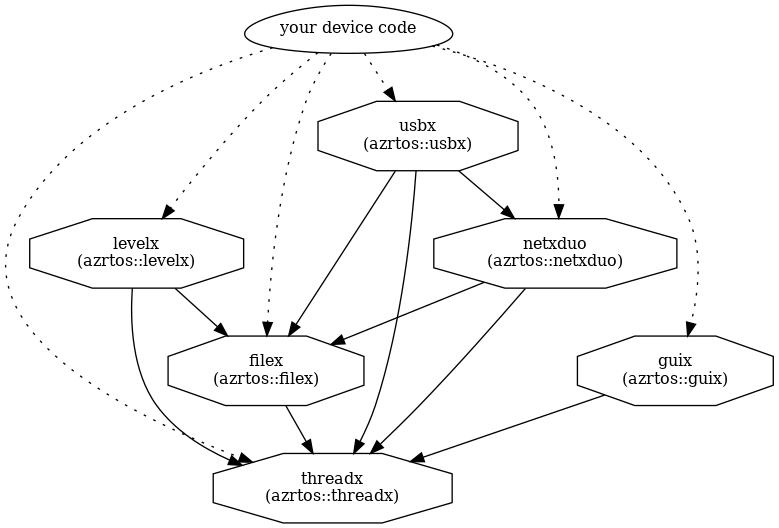 your device code
usbx
(azrtos::usbx)
levelx
(azrtos::levelx)
netxduo
(azrtos::netxduo)
filex
(azrtos::filex)
guix
(azrtos::guix)
threadx
(azrtos::threadx)